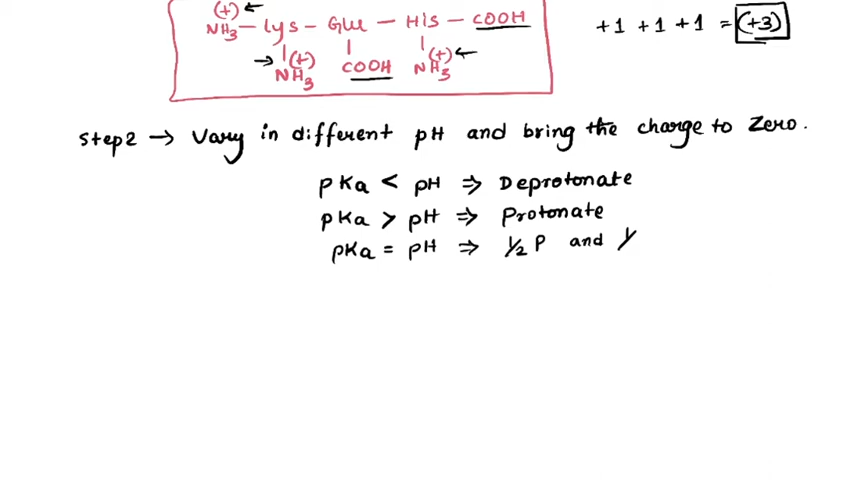 (+)
NH3 – Lys – Glu – His – COOH +1 +1 +1 = (+3)
(+) (+)
NH3 COOH NH3
Step2 → Vary in different pH and bring the charge to Zero.
pKa < pH ⇒ Deprotonate
pKa > pH ⇒ Protonate
pKa = pH ⇒ 1/2 P and